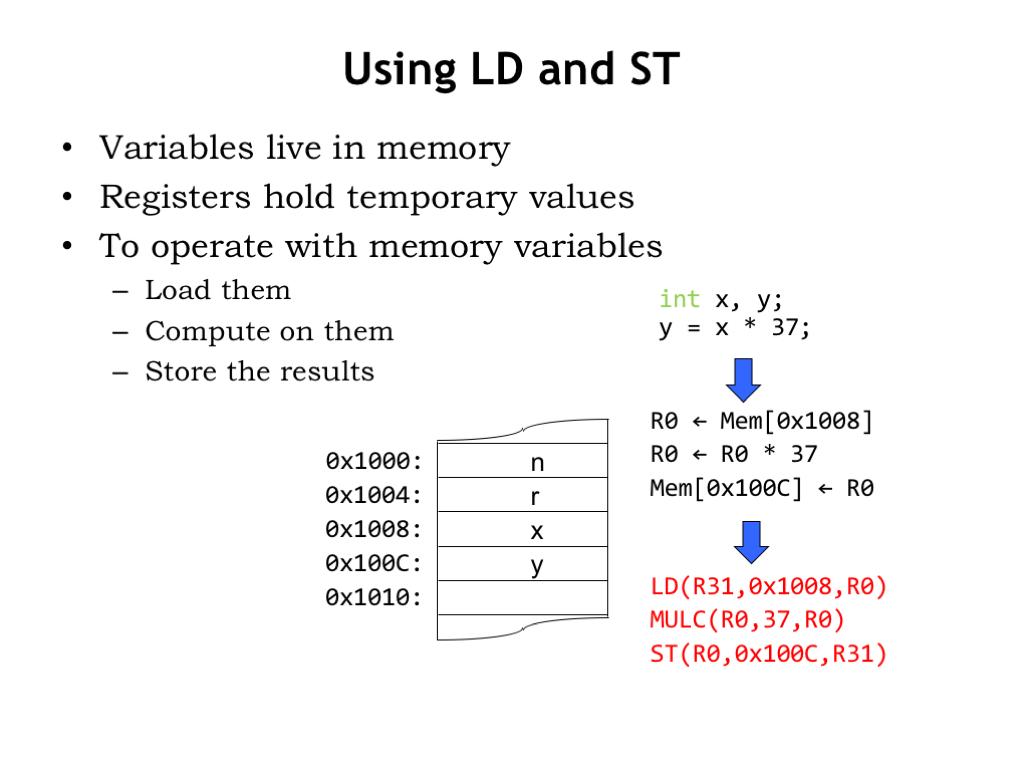 Using LD and ST
• Variables live in memory
• Registers hold temporary values
• To operate with memory variables
– Load them
– Compute on them
– Store the results
int x, y;
y = x * 37;
R0 ← Mem[0x1008]
R0 ← R0 * 37
Mem[0x100C] ← R0
0x1000: n
0x1004: r
0x1008: x
0x100C: y
0x1010:
LD(R31,0x1008,R0)
MULC(R0,37,R0)
ST(R0,0x100C,R31)